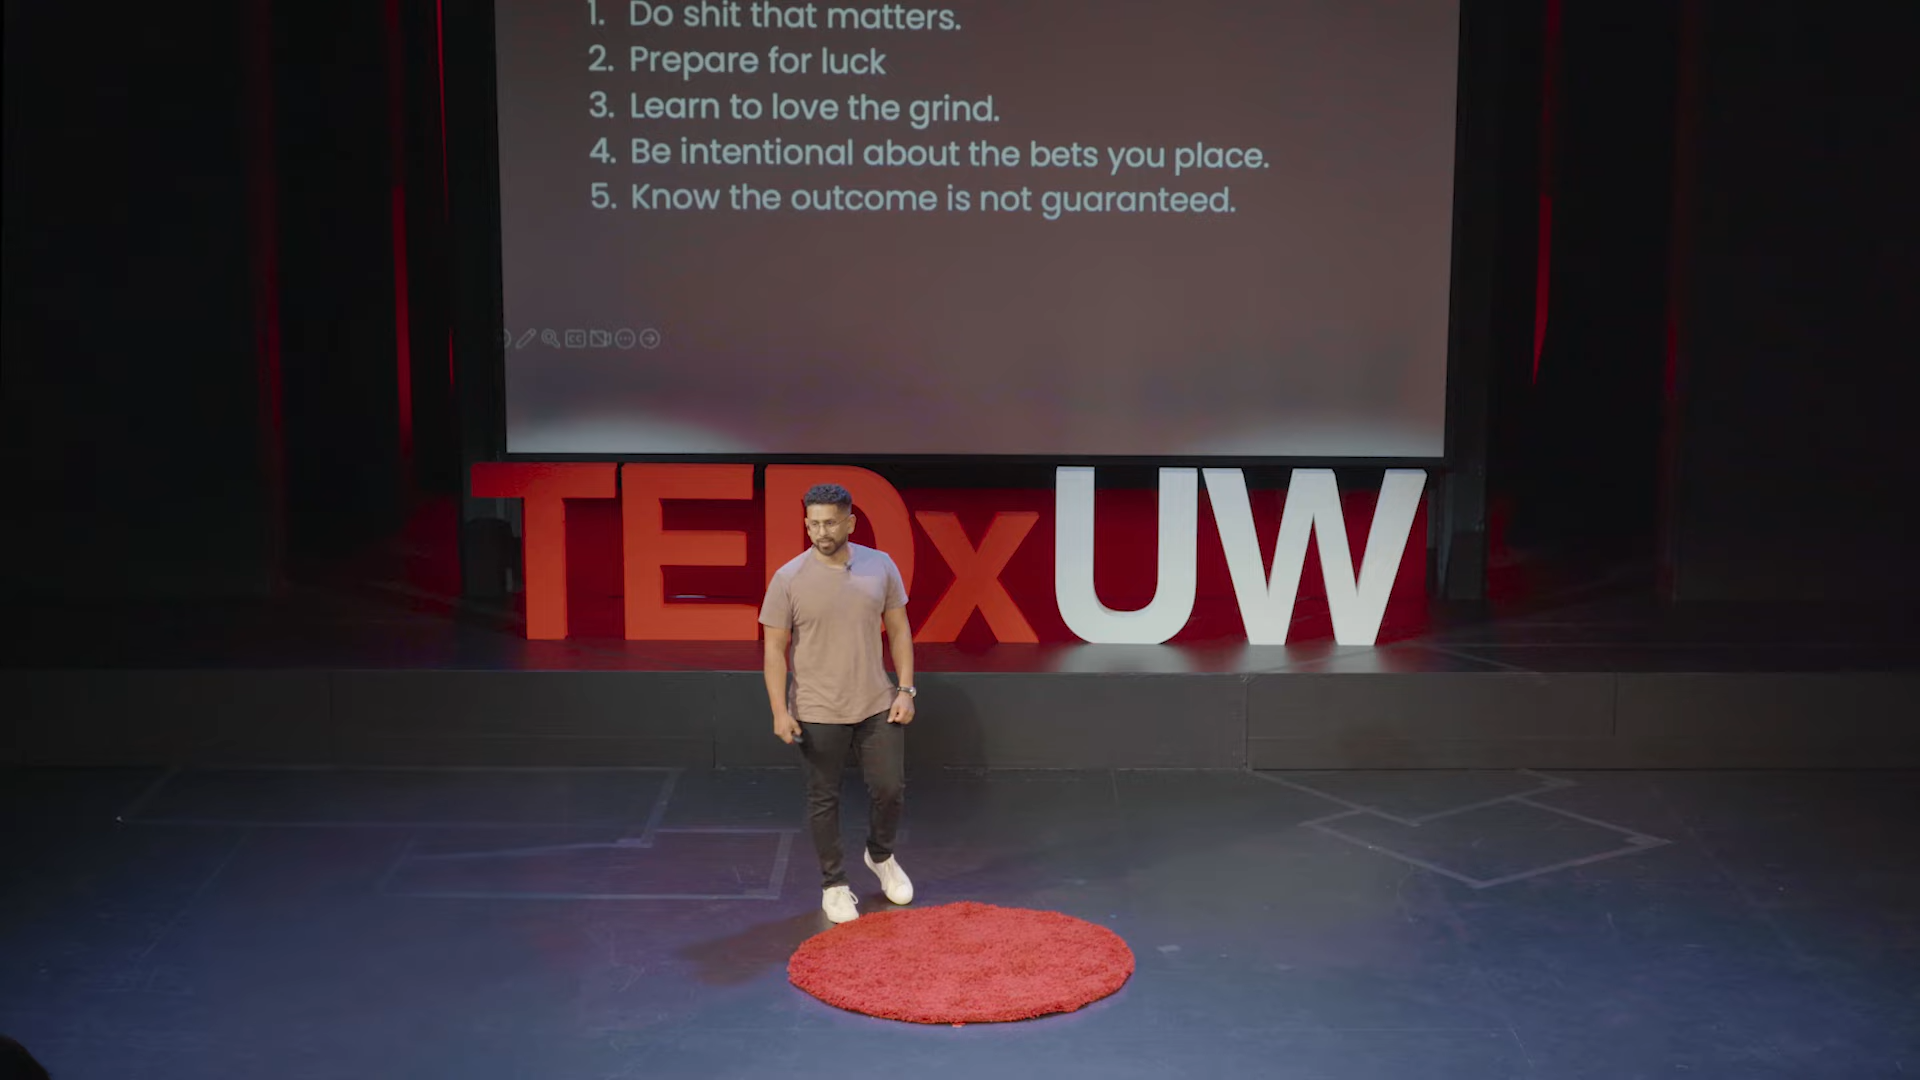 1. Do shit that matters.
2. Prepare for luck
3. Learn to love the grind.
4. Be intentional about the bets you place.
5. Know the outcome is not guaranteed.
CC
TEDxUW